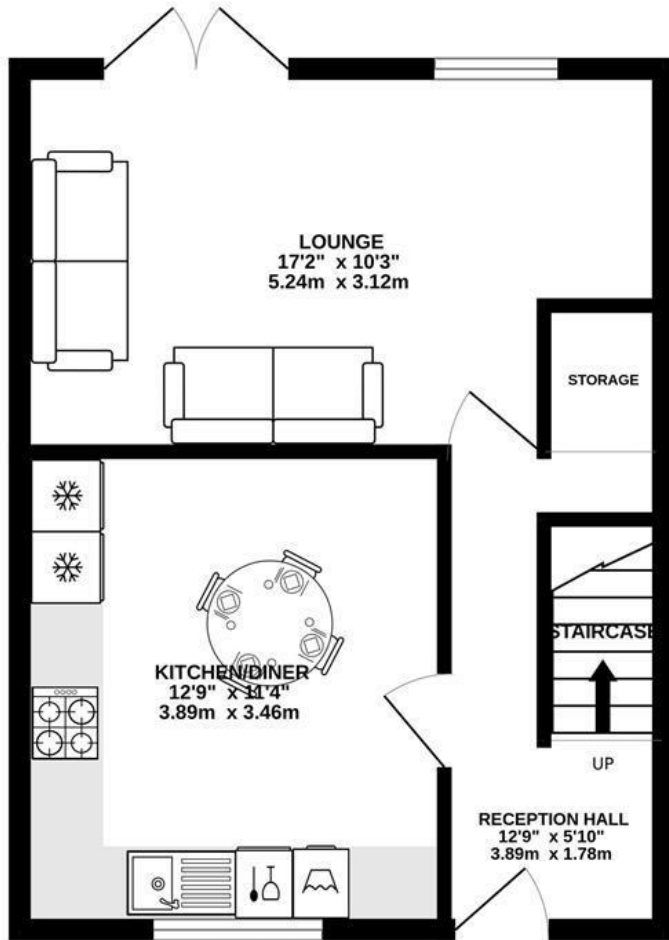 LOUNGE
17'2" x 10'3"
5.24m x 3.12m
STORAGE
KITCHEN/DINER
12'9" x 11'4"
3.89m x 3.46m
STAIRCASE
UP
RECEPTION HALL
12'9" x 5'10"
3.89m x 1.78m